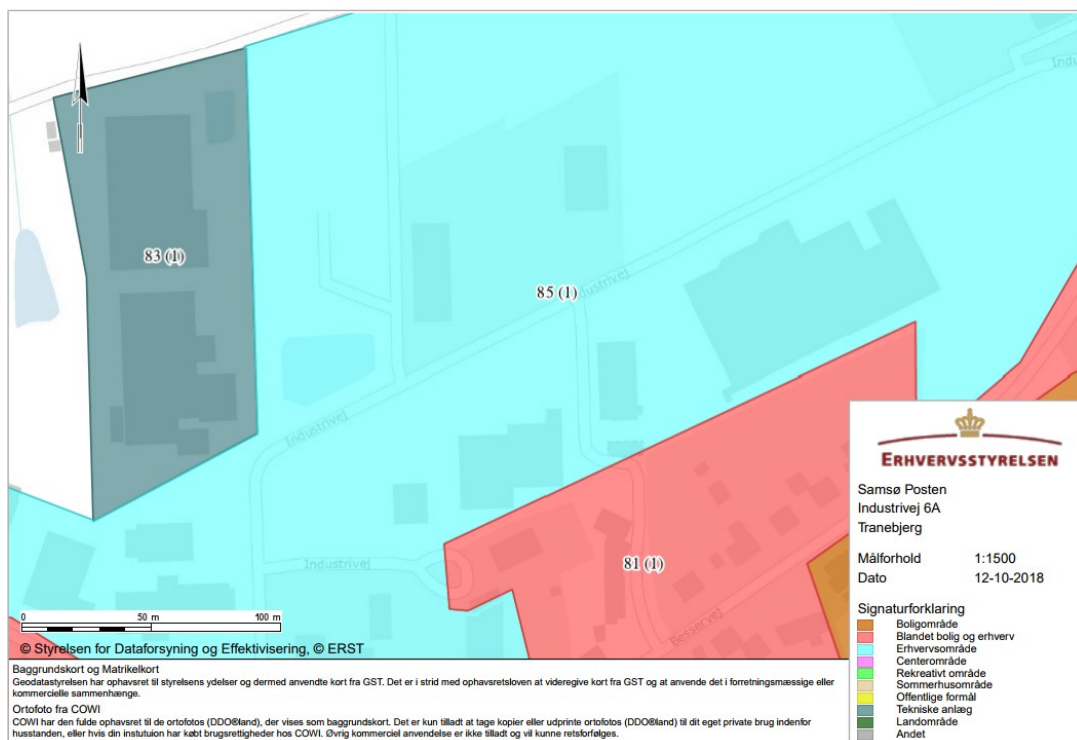 Indu
83 (1)
85 (1)
Industrivej
Industrivej
Industrivej
81 (1)
Besservej
50 m
100 m
0
© Styrelsen for Dataforsyning og Effektivisering, © ERST
ERHVERVSSTYRELSEN
Samsø Posten
Industrivej 6A
Tranebjerg
Målforhold 1:1500
Dato 12-10-2018
Signaturforklaring
Boligområde
Blandet bolig og erhverv
Erhvervsområde
Centerområde
Rekreativt område
Sommerhusområde
Offentlige formål
Tekniske anlæg
Landområde
Andet
Baggrundskort og Matrikelkort
Geodatastyrelsen har ophavsret til styrelsens ydelser og dermed anvendte kort fra GST. Det er i strid med ophavsretsloven at videregive kort fra GST og at anvende det i forretningsmæssige eller
kommercielle sammenhænge.
Ortofoto fra COWI
COWI har den fulde ophavsret til de ortofotos (DDO®land), der vises som baggrundskort. Det er kun tilladt at tage kopier eller udprinte ortofotos (DDO®land) til dit eget private brug indenfor
husstanden, eller hvis din instutuion har købt brugsrettigheder hos COWI. Øvrig kommerciel anvendelse er ikke tilladt og vil kunne retsforfølges.